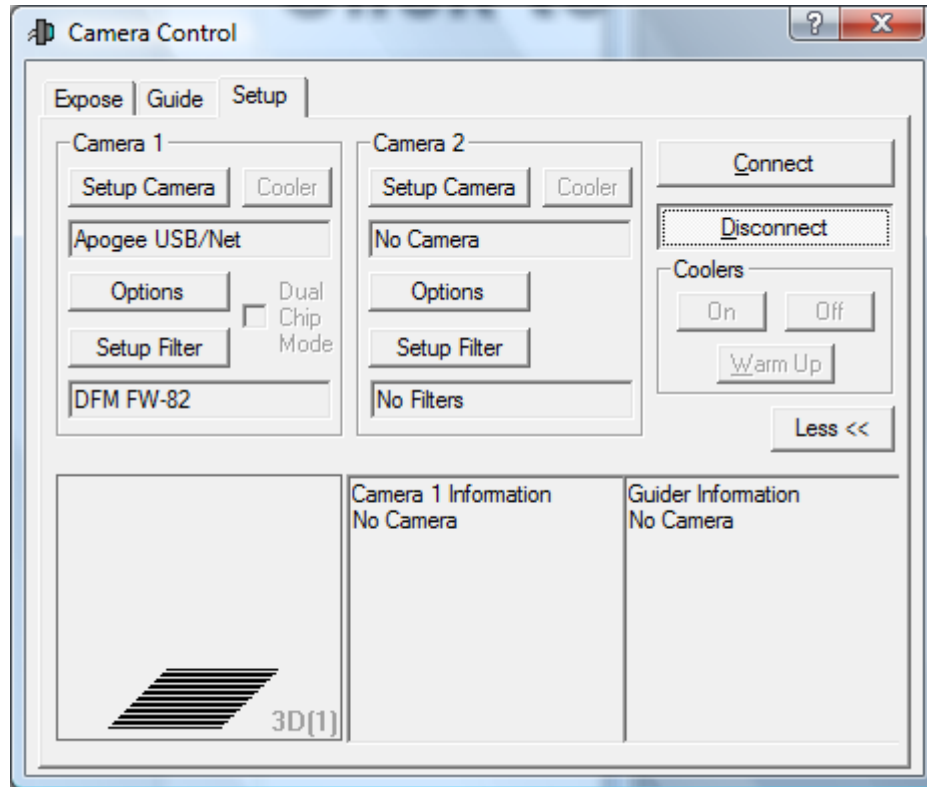 Camera Control
Expose Guide Setup
Camera 1
Setup Camera Cooler
Apogee USB/Net
Options
Dual
Chip
Mode
Setup Filter
DFM FW-82
Camera 2
Setup Camera Cooler
No Camera
Options
Setup Filter
No Filters
Connect
Disconnect
Coolers
On Off
Warm Up
Less <<
3D(1)
Camera 1 Information
No Camera
Guider Information
No Camera